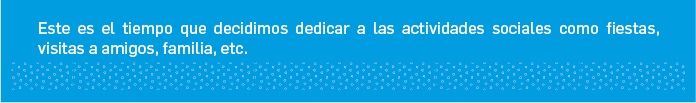 Este es el tiempo que decidimos dedicar a las actividades sociales como fiestas,
visitas a amigos, familia, etc.